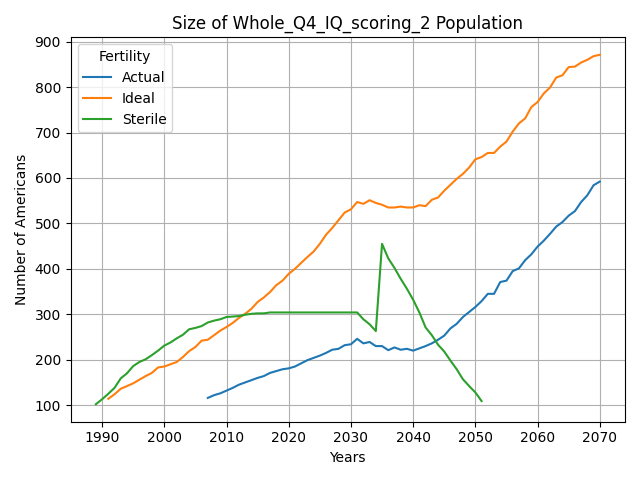 Size of Whole_Q4_IQ_scoring_2 Population
Fertility
Actual
Ideal
Sterile
Number of Americans
900
800
700
600
500
400
300
200
100
1990 2000 2010 2020 2030 2040 2050 2060 2070
Years